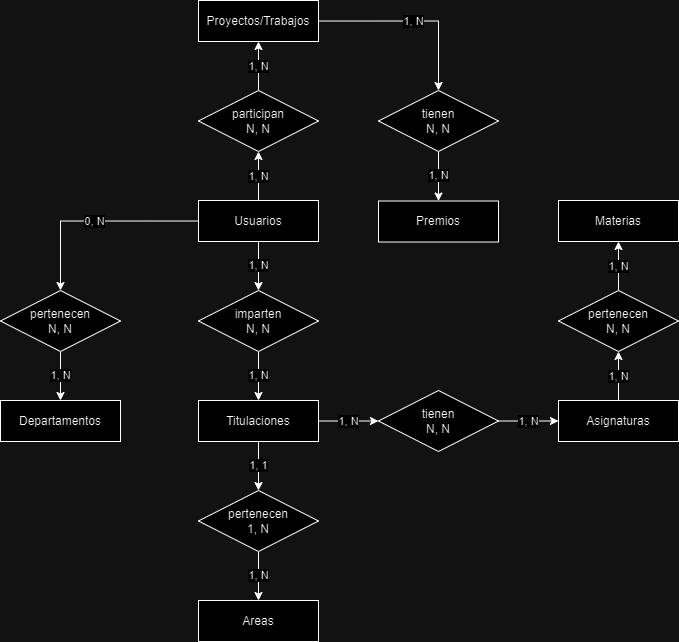 Proyectos/Trabajos
1, N
1, N
participan
N, N
tienen
N, N
1, N
1, N
Usuarios
Premios
Materias
0, N
1, N
1, N
pertenecen
N, N
imparten
N, N
pertenecen
N, N
1, N
1, N
1, N
Departamentos
Titulaciones
1, N
tienen
N, N
1, N
Asignaturas
1, 1
pertenecen
1, N
1, N
Areas